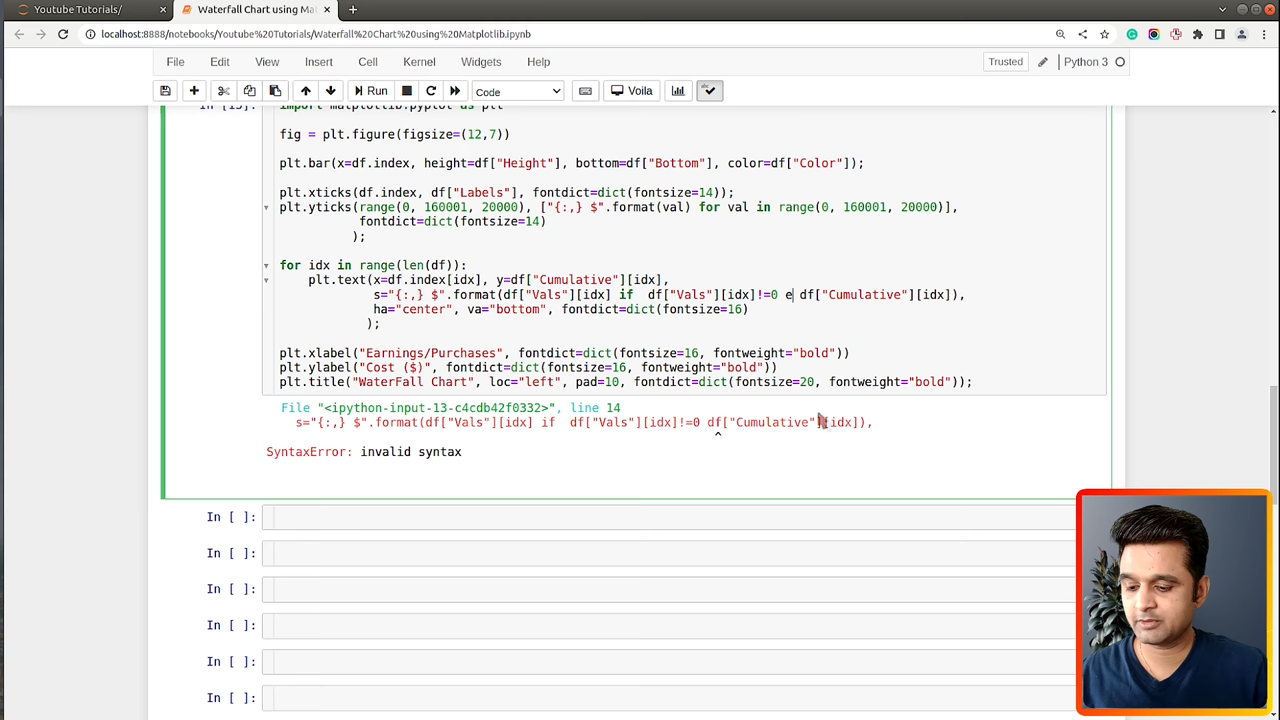 Youtube Tutorials/
Waterfall Chart using Mat
localhost:8888/notebooks/Youtube%20Tutorials/Waterfall%20Chart%20using%20Matplotlib.ipynb
File Edit View Insert Cell Kernel Widgets Help
Trusted Python 3
Run Code Voila
In [13]: import matplotlib.pyplot as plt
fig = plt.figure(figsize=(12,7))
plt.bar(x=df.index, height=df["Height"], bottom=df["Bottom"], color=df["Color"]);
plt.xticks(df.index, df["Labels"], fontdict=dict(fontsize=14));
plt.yticks(range(0, 160001, 20000), ["{:,} $".format(val) for val in range(0, 160001, 20000)],
fontdict=dict(fontsize=14)
);
for idx in range(len(df)):
plt.text(x=df.index[idx], y=df["Cumulative"][idx],
s="{:,} $".format(df["Vals"][idx] if  df["Vals"][idx]!=0 e df["Cumulative"][idx]),
ha="center", va="bottom", fontdict=dict(fontsize=16)
);
plt.xlabel("Earnings/Purchases", fontdict=dict(fontsize=16, fontweight="bold"))
plt.ylabel("Cost ($)", fontdict=dict(fontsize=16, fontweight="bold"))
plt.title("WaterFall Chart", loc="left", pad=10, fontdict=dict(fontsize=20, fontweight="bold"));
File "<ipython-input-13-c4cdb42f0332>", line 14
s="{:,} $".format(df["Vals"][idx] if  df["Vals"][idx]!=0 df["Cumulative"][idx]),
^
SyntaxError: invalid syntax
In [ ]:
In [ ]:
In [ ]:
In [ ]:
In [ ]:
In [ ]: